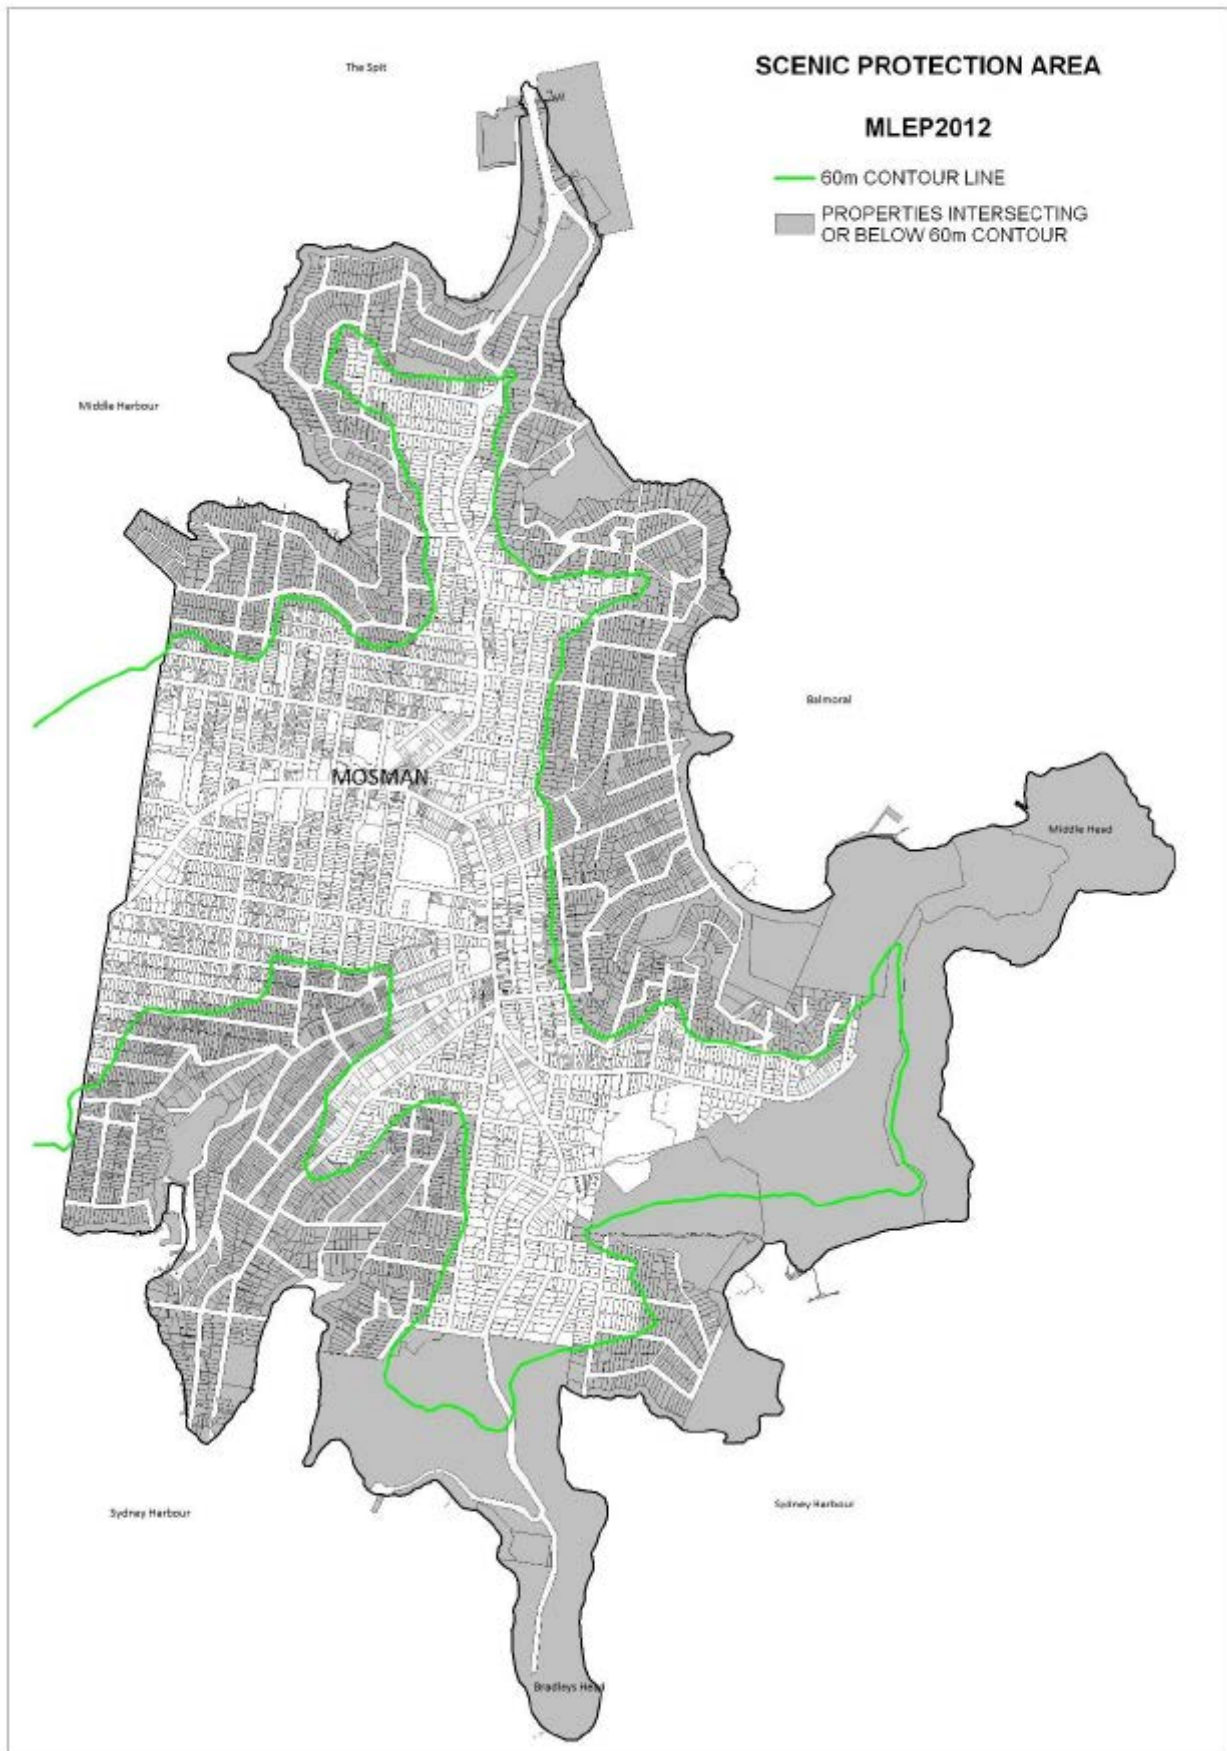 The Spit
SCENIC PROTECTION AREA
MLEP2012
60m CONTOUR LINE
PROPERTIES INTERSECTING
OR BELOW 60m CONTOUR
Middle Harbour
Balmoral
MOSMAN
Middle Head
Sydney Harbour
Sydney Harbour
Bradleys Head